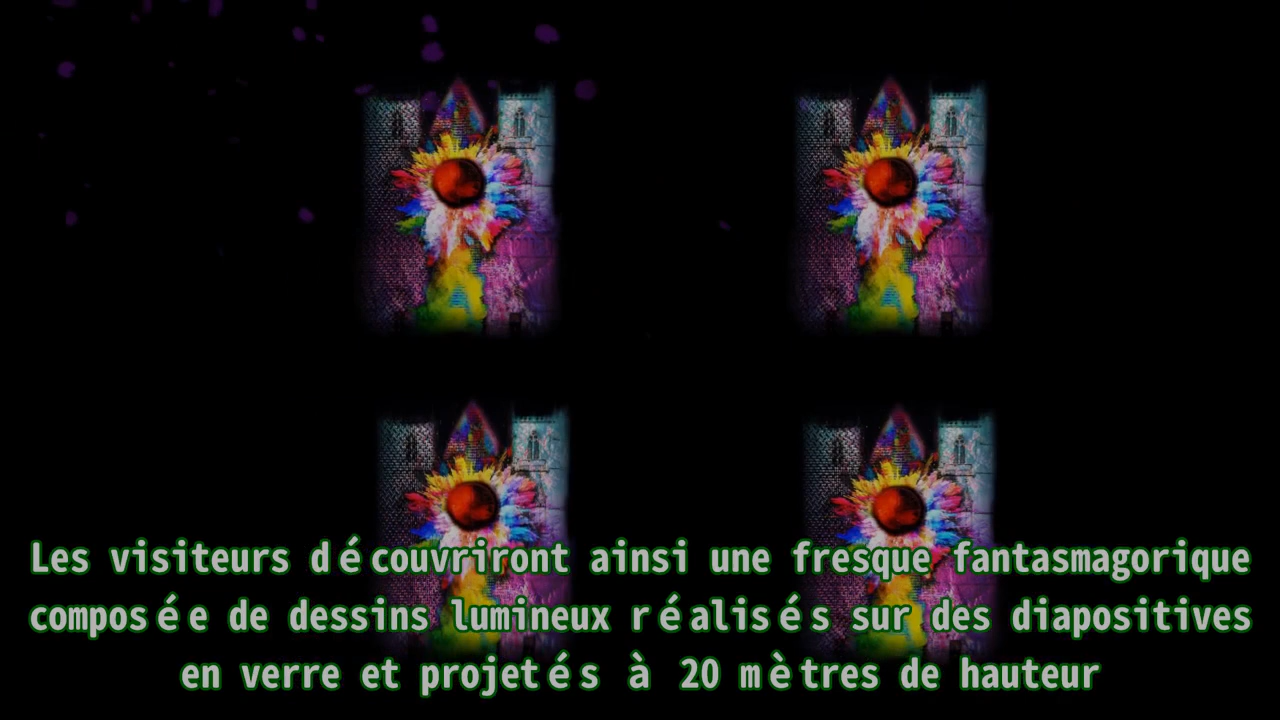 Les visiteurs découvriront ainsi une fresque fantasmagorique
composée de dessins lumineux réalisés sur des diapositives
en verre et projetés à 20 mètres de hauteur